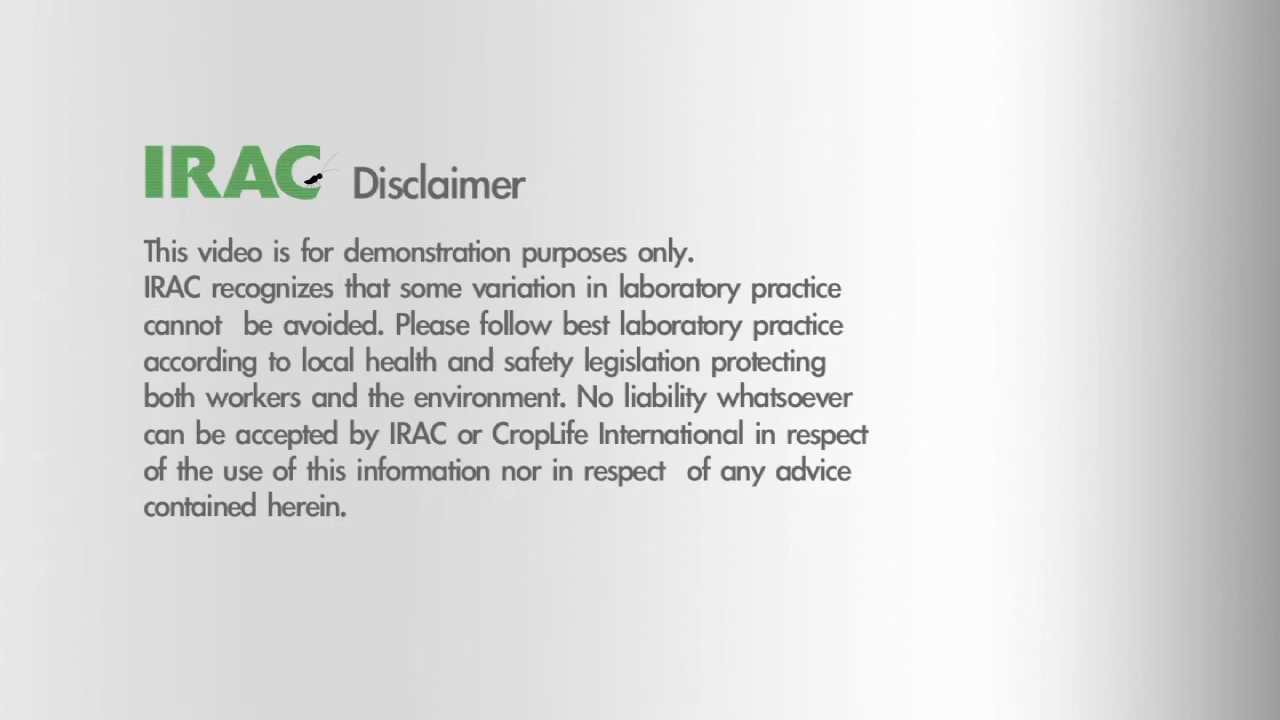 IRAC Disclaimer
This video is for demonstration purposes only.
IRAC recognizes that some variation in laboratory practice
cannot be avoided. Please follow best laboratory practice
according to local health and safety legislation protecting
both workers and the environment. No liability whatsoever
can be accepted by IRAC or CropLife International in respect
of the use of this information nor in respect of any advice
contained herein.